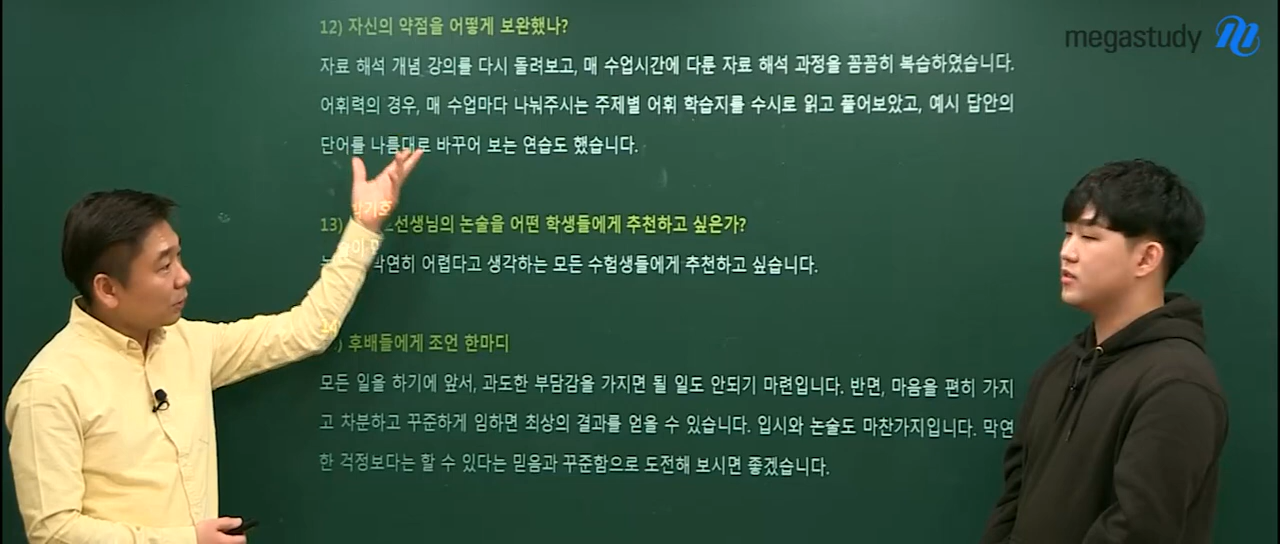 12) 자신의 약점을 어떻게 보완했나?
megastudy
자료 해석 개념 강의를 다시 돌려보고, 매 수업시간에 다룬 자료 해석 과정을 꼼꼼히 복습하였습니다.
어휘력의 경우, 매 수업마다 나눠주시는 주제별 어휘 학습지를 수시로 읽고 풀어보았고, 예시 답안의
단어를 나름대로 바꾸어 보는 연습도 했습니다.
13) 박기호선생님의 논술을 어떤 학생들에게 추천하고 싶은가?
막연히 어렵다고 생각하는 모든 수험생들에게 추천하고 싶습니다.
14) 후배들에게 조언 한마디
모든 일을 하기에 앞서, 과도한 부담감을 가지면 될 일도 안되기 마련입니다. 반면, 마음을 편히 가지
고 차분하고 꾸준하게 임하면 최상의 결과를 얻을 수 있습니다. 입시와 논술도 마찬가지입니다. 막연
한 걱정보다는 할 수 있다는 믿음과 꾸준함으로 도전해 보시면 좋겠습니다.